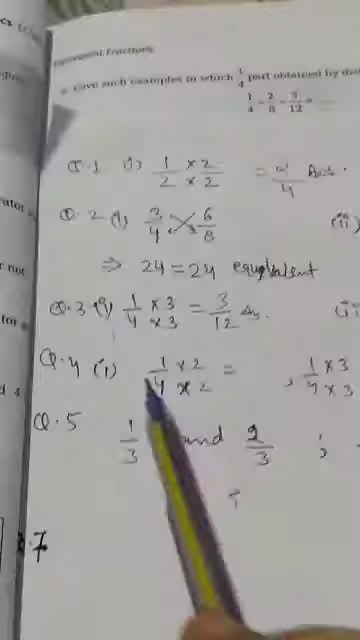 Equivalent Fractions
Give such examples in which 1/4 part obtained by
1/4 = 2/8 = 3/12 = ....
Q.1 (i) 1/2 × 2/2 = 2/4 Ans.
Q.2 (i) 3/4 × 6/8 (ii)
⇒ 24 = 24 equivalent
Q.3 (i) 1/4 × 3/3 = 3/12 Ans. (ii)
Q.4 (i) 1/4 × 2/2 = , 1/4 × 3/3
Q.5 1/3 and 2/3 ;
7